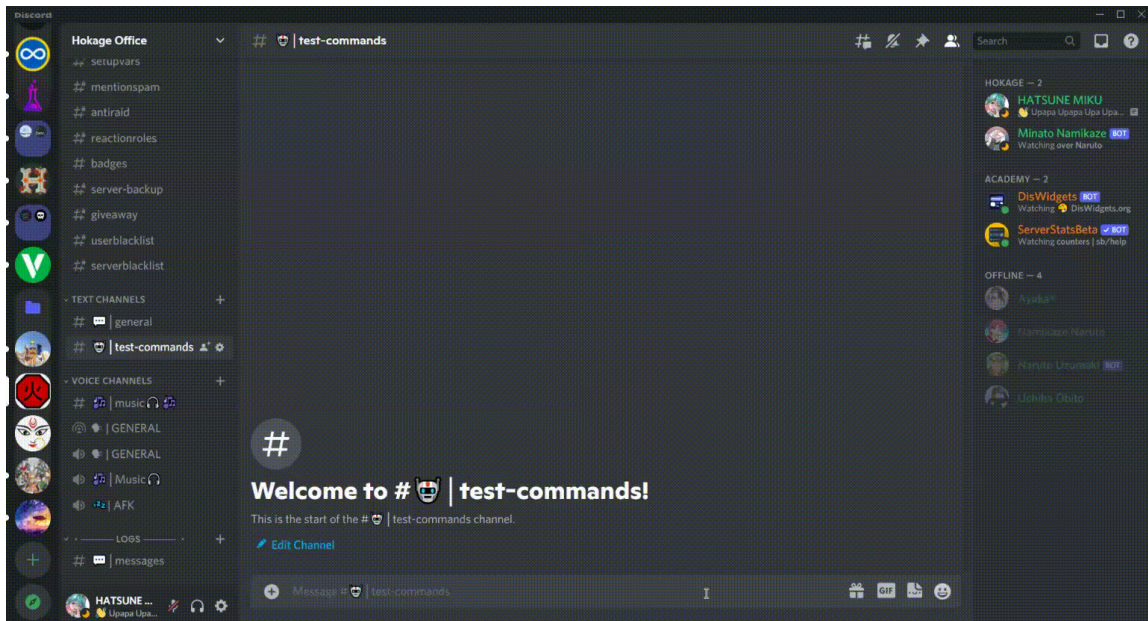 Discord
Hokage Office
setupvars
mentionspam
antiraid
reactionroles
badges
server-backup
giveaway
userblacklist
serverblacklist
TEXT CHANNELS
| general
| test-commands
VOICE CHANNELS
| music
| GENERAL
| GENERAL
| Music
| AFK
LOGS
| messages
HATSUNE ...
Upapa Upa...
# | test-commands
Welcome to # | test-commands!
This is the start of the # | test-commands channel.
Edit Channel
Message # | test-commands
GIF
Search
HOKAGE — 2
HATSUNE MIKU
Upapa Upapa Upa Upa...
Minato Namikaze BOT
Watching over Naruto
ACADEMY — 2
DisWidgets BOT
Watching DisWidgets.org
ServerStatsBeta ✓ BOT
Watching counters | sb/help
OFFLINE — 4
Namikaze Naruto
Naruto Uzumaki BOT
Uchiha Obito
火